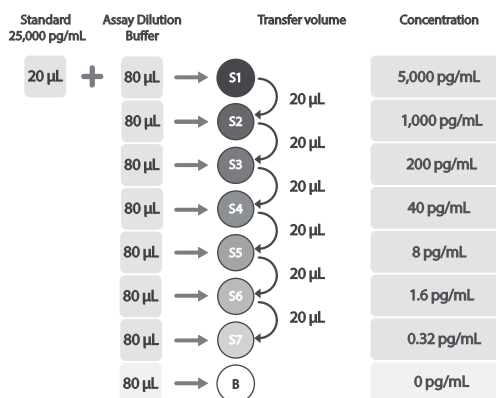 Standard Assay Dilution Transfer volume Concentration
25,000 pg/mL Buffer
20 µL + 80 µL S1 5,000 pg/mL
20 µL
80 µL S2 1,000 pg/mL
20 µL
80 µL S3 200 pg/mL
20 µL
80 µL S4 40 pg/mL
20 µL
80 µL S5 8 pg/mL
20 µL
80 µL S6 1.6 pg/mL
20 µL
80 µL S7 0.32 pg/mL
80 µL B 0 pg/mL